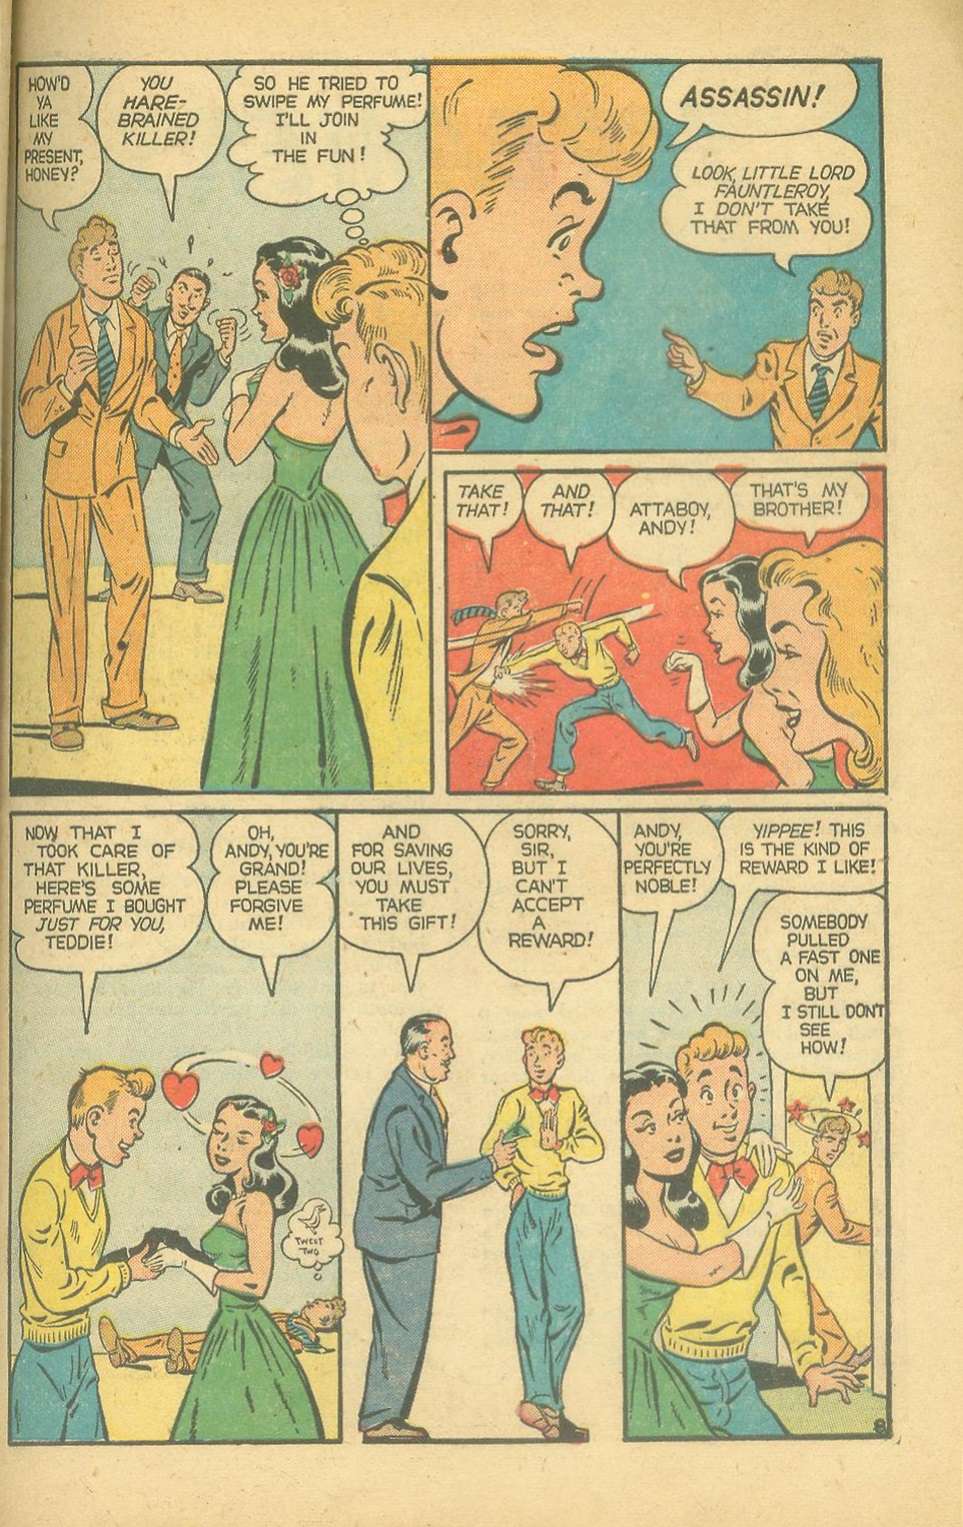 HOW'D
YA
LIKE
MY
PRESENT,
HONEY?
YOU
HARE-
BRAINED
KILLER!
SO HE TRIED TO
SWIPE MY PERFUME!
I'LL JOIN
IN
THE FUN!
ASSASSIN!
LOOK, LITTLE LORD
FAUNTLEROY,
I DON'T TAKE
THAT FROM YOU!
TAKE
THAT!
AND
THAT!
ATTABOY,
ANDY!
THAT'S MY
BROTHER!
NOW THAT I
TOOK CARE OF
THAT KILLER,
HERE'S SOME
PERFUME I BOUGHT
JUST FOR YOU,
TEDDIE!
OH,
ANDY, YOU'RE
GRAND!
PLEASE
FORGIVE
ME!
TWEET
TWO
AND
FOR SAVING
OUR LIVES,
YOU MUST
TAKE
THIS GIFT!
SORRY,
SIR,
BUT I
CAN'T
ACCEPT
A
REWARD!
ANDY,
YOU'RE
PERFECTLY
NOBLE!
YIPPEE! THIS
IS THE KIND OF
REWARD I LIKE!
SOMEBODY
PULLED
A FAST ONE
ON ME,
BUT
I STILL DON'T
SEE
HOW!
8